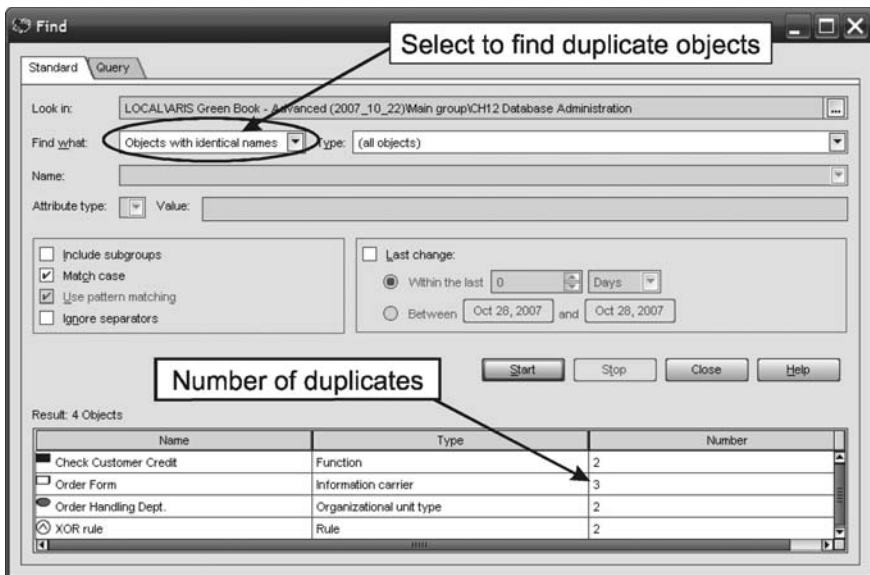 Find
Select to find duplicate objects
Standard Query
Look in: LOCAL\ARIS Green Book - Advanced (2007_10_22)\Main group\CH12 Database Administration ...
Find what: Objects with identical names Type: (all objects)
Name:
Attribute type: Value:
Include subgroups
Match case
Use pattern matching
Ignore separators
Last change:
Within the last 0 Days
Between Oct 28, 2007 and Oct 28, 2007
Start Stop Close Help
Number of duplicates
Result: 4 Objects
Name Type Number
Check Customer Credit Function 2
Order Form Information carrier 3
Order Handling Dept. Organizational unit type 2
XOR rule Rule 2